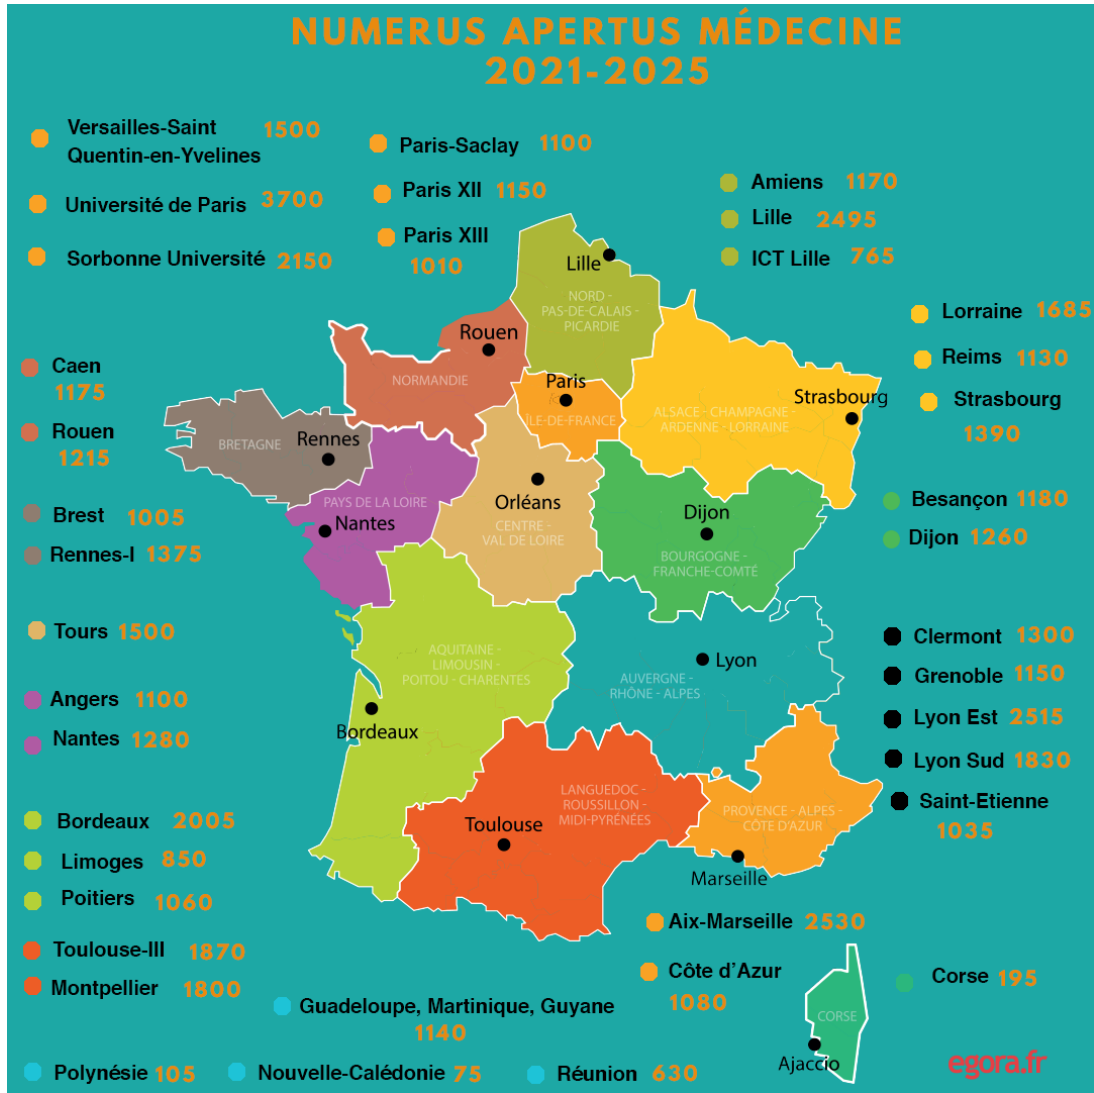 NUMERUS APERTUS MÉDECINE
2021-2025
Versailles-Saint 1500
Quentin-en-Yvelines
Université de Paris 3700
Sorbonne Université 2150
Paris-Saclay 1100
Paris XII 1150
Paris XIII
1010
Amiens 1170
Lille 2495
ICT Lille 765
Lorraine 1685
Reims 1130
Strasbourg
1390
Caen
1175
Rouen
1215
Brest 1005
Rennes-I 1375
Tours 1500
Angers 1100
Nantes 1280
Bordeaux 2005
Limoges 850
Poitiers 1060
Toulouse-III 1870
Montpellier 1800
Lille
NORD -
PAS-DE-CALAIS -
PICARDIE
Rouen
NORMANDIE
Paris
ÎLE-DE-FRANCE
Strasbourg
ALSACE - CHAMPAGNE -
ARDENNE - LORRAINE
BRETAGNE
Rennes
PAYS DE LA LOIRE
Nantes
Orléans
CENTRE -
VAL DE LOIRE
Dijon
BOURGOGNE -
FRANCHE-COMTÉ
AQUITAINE -
LIMOUSIN -
POITOU - CHARENTES
Bordeaux
Lyon
AUVERGNE -
RHÔNE - ALPES
LANGUEDOC -
ROUSSILLON -
MIDI-PYRÉNÉES
Toulouse
PROVENCE - ALPES -
CÔTE D'AZUR
Marseille
Besançon 1180
Dijon 1260
Clermont 1300
Grenoble 1150
Lyon Est 2515
Lyon Sud 1830
Saint-Etienne
1035
Aix-Marseille 2530
Côte d'Azur
1080
Corse 195
CORSE
Ajaccio
Guadeloupe, Martinique, Guyane
1140
Polynésie 105
Nouvelle-Calédonie 75
Réunion 630
egora.fr